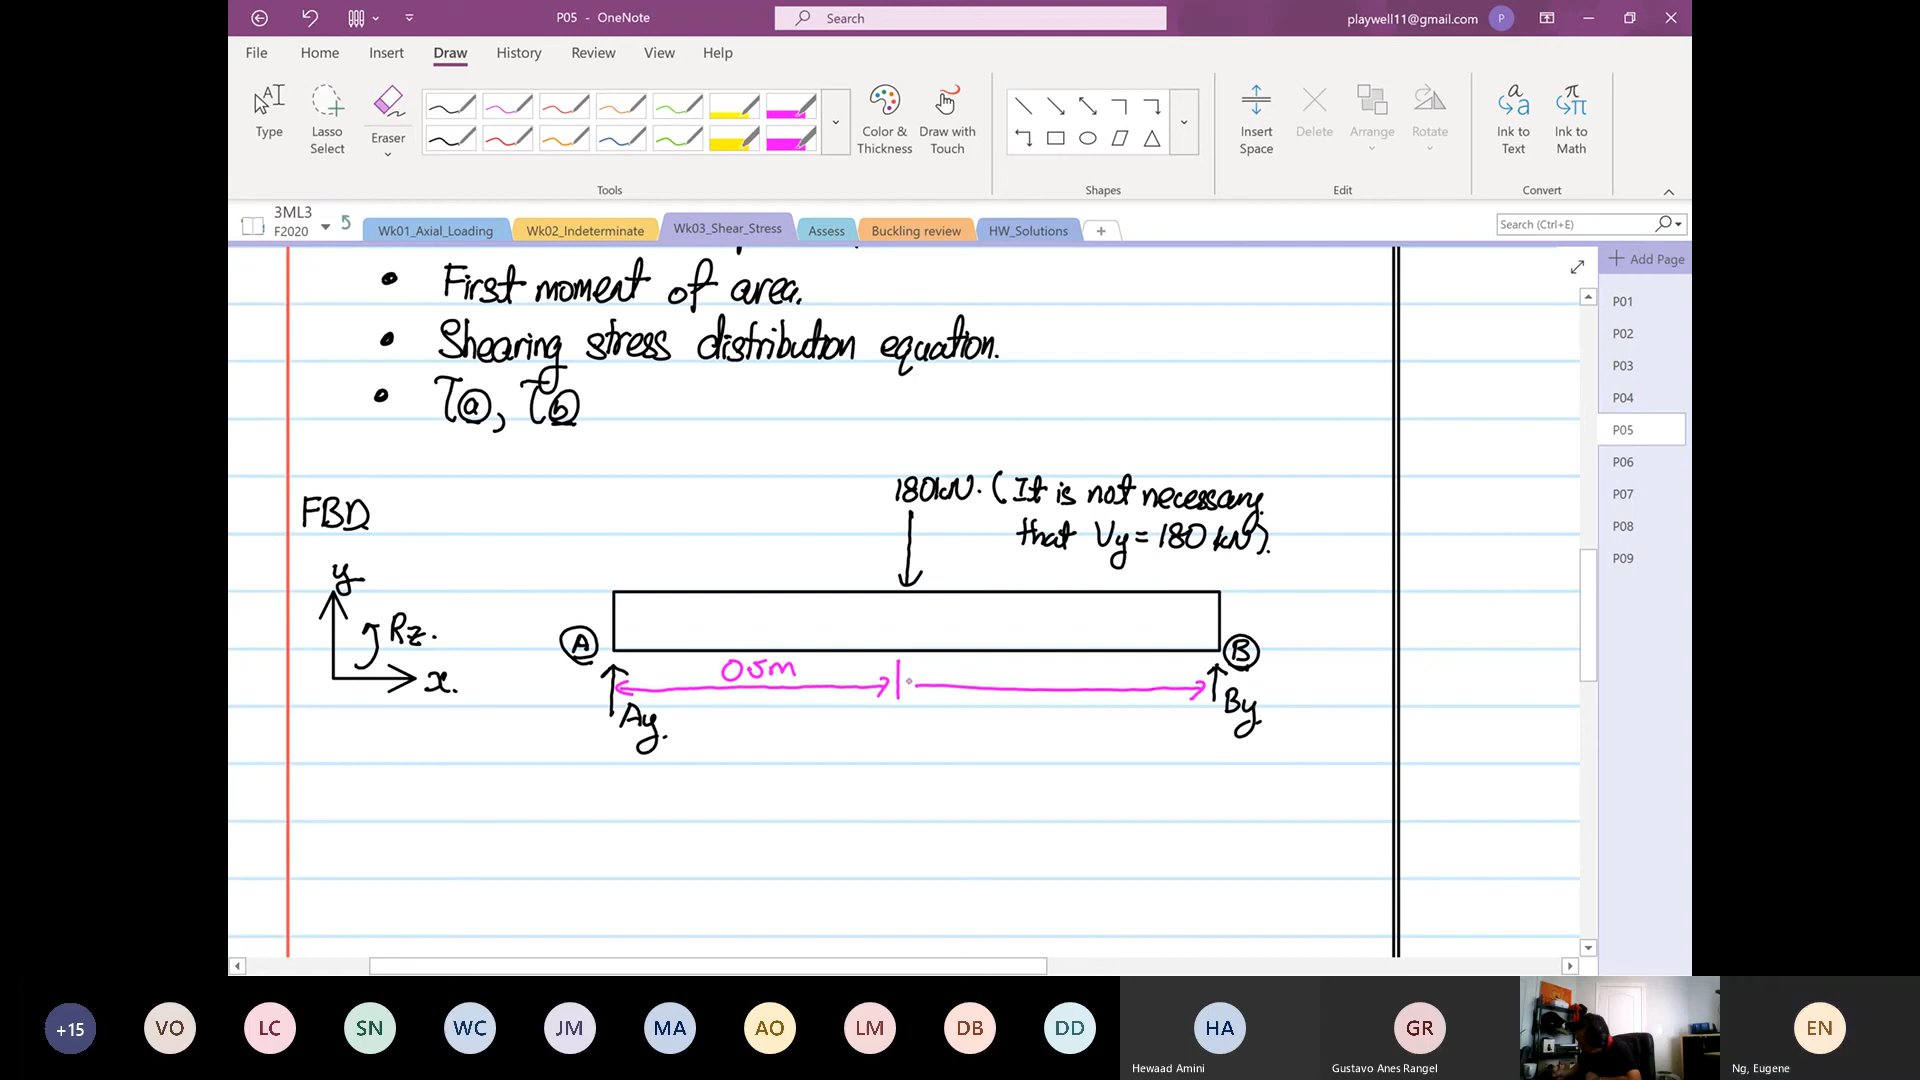 P05 - OneNote
Search
playwell11@gmail.com
P
File
Home
Insert
Draw
History
Review
View
Help
Type
Lasso Select
Eraser
Color & Thickness
Draw with Touch
Insert Space
Delete
Arrange
Rotate
Ink to Text
Ink to Math
Tools
Shapes
Edit
Convert
3ML3
F2020
Wk01_Axial_Loading
Wk02_Indeterminate
Wk03_Shear_Stress
Assess
Buckling review
HW_Solutions
Search (Ctrl+E)
Add Page
P01
P02
P03
P04
P05
P06
P07
P08
P09
• First moment of area.
• Shearing stress distribution equation.
• τⓐ, τⓑ
FBD
180kN. (It is not necessary
that Vy = 180 kN).
y
Rz.
x.
A
B
0.5m
Ay.
By
+15
VO
LC
SN
WC
JM
MA
AO
LM
DB
DD
HA
GR
EN
Hewaad Amini
Gustavo Anes Rangel
Ng, Eugene